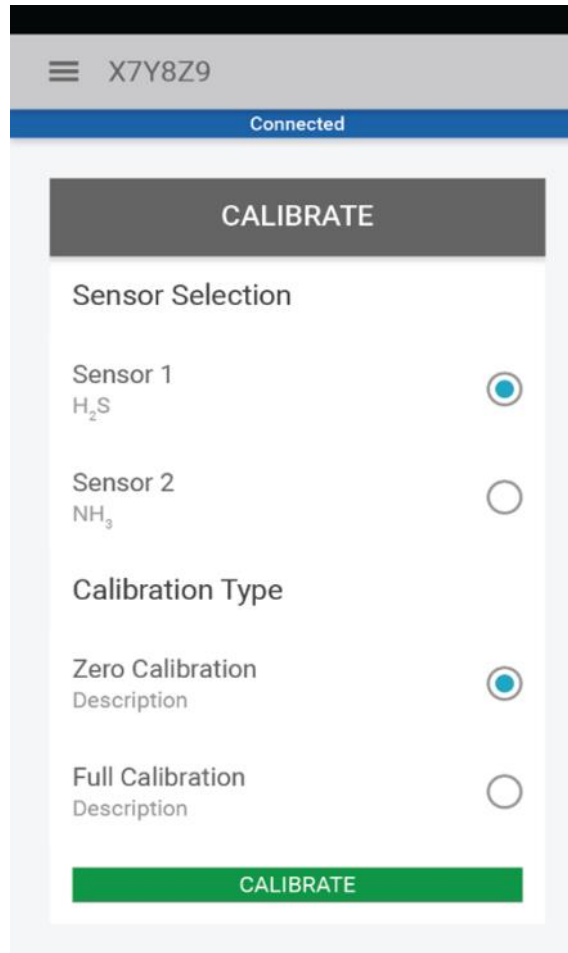 X7Y8Z9
Connected
CALIBRATE
Sensor Selection
Sensor 1
H₂S
Sensor 2
NH₃
Calibration Type
Zero Calibration
Description
Full Calibration
Description
CALIBRATE